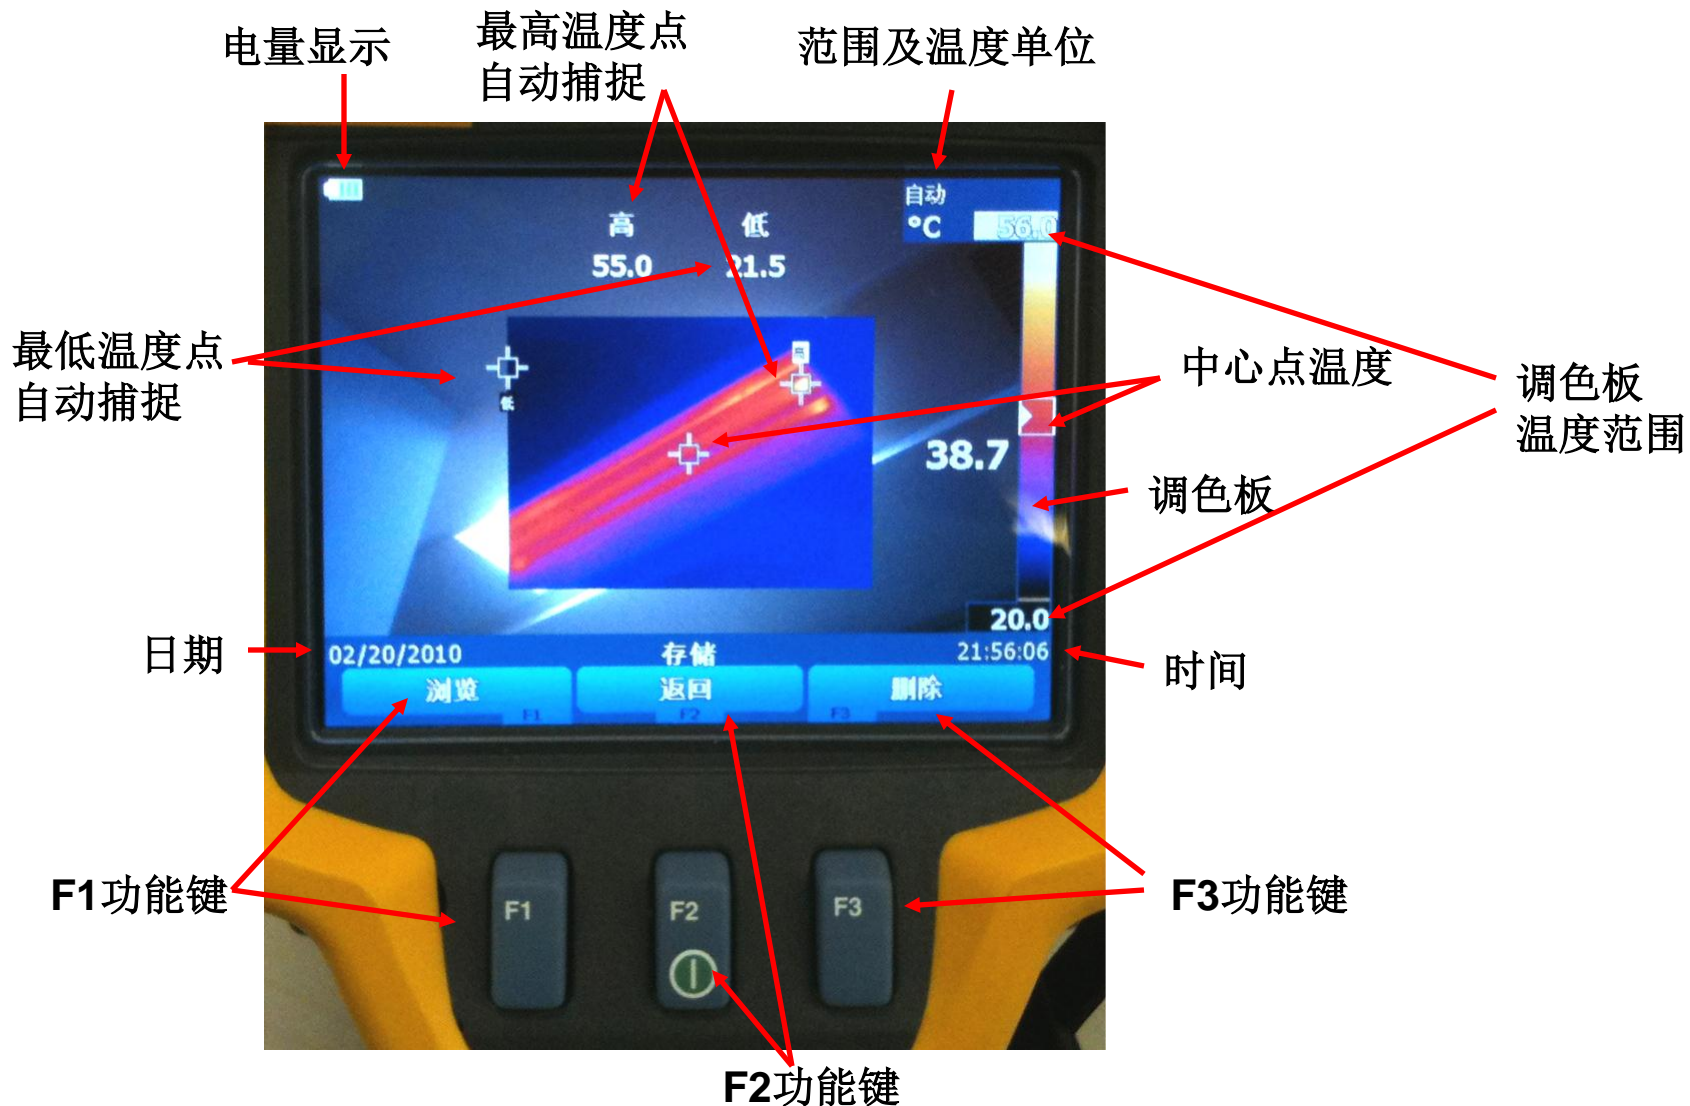 电量显示
最高温度点
自动捕捉
范围及温度单位
自动
°C 56.0
高 低
55.0 21.5
最低温度点
自动捕捉
高
低
中心点温度
调色板
温度范围
38.7
调色板
20.0
日期
02/20/2010 存储 21:56:06
时间
浏览 返回 删除
F1 F2 F3
F1功能键
F1 F2 F3
F3功能键
F2功能键